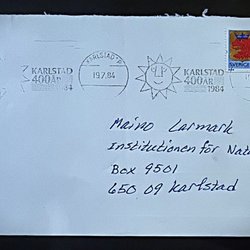 KARLSTAD P
19.7.84
KARLSTAD
400 ÅR
1984
KARLSTAD
400 ÅR
1984
SVERIGE
Maino Larmark
Institutionen för Nat
Box 9501
650 09 Karlstad